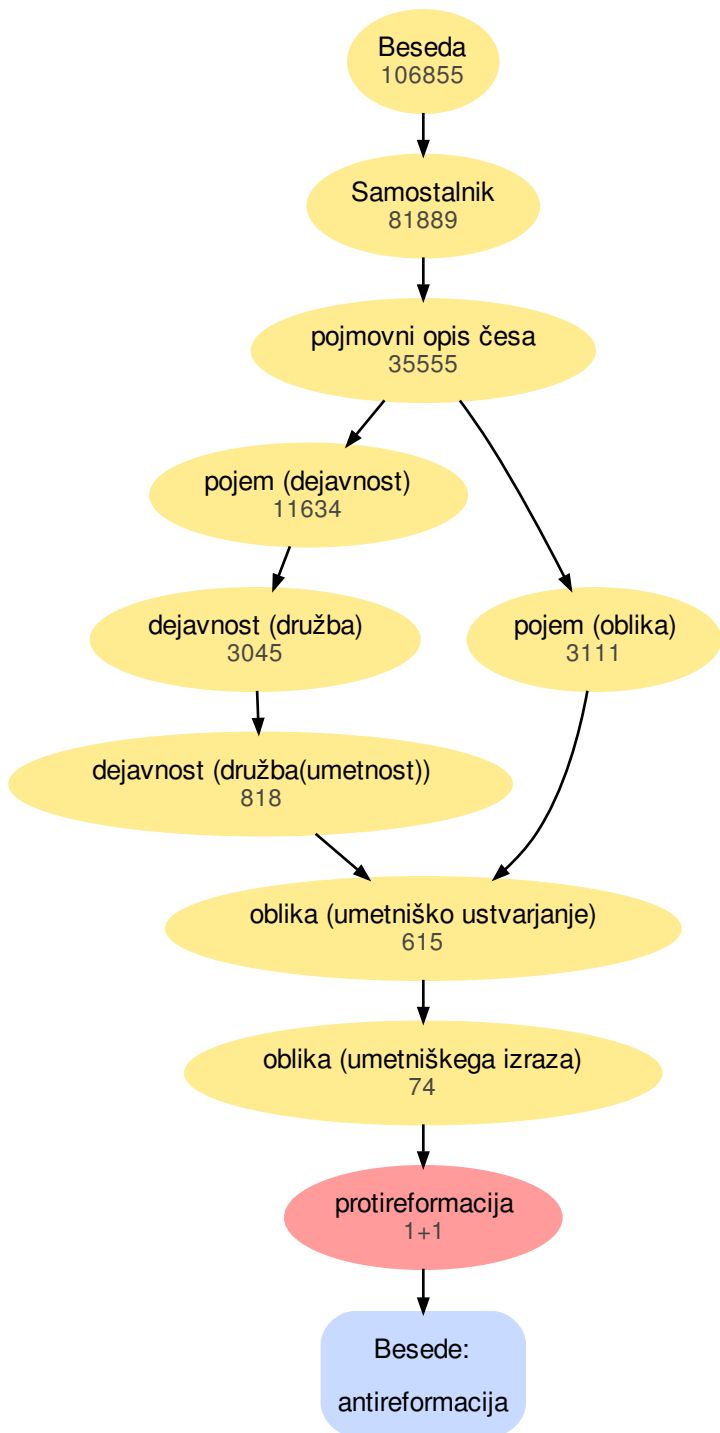 Beseda
106855
Samostalnik
81889
pojmovni opis česa
35555
pojem (dejavnost)
11634
dejavnost (družba)
3045
pojem (oblika)
3111
dejavnost (družba(umetnost))
818
oblika (umetniško ustvarjanje)
615
oblika (umetniškega izraza)
74
protireformacija
1+1
Besede:
antireformacija